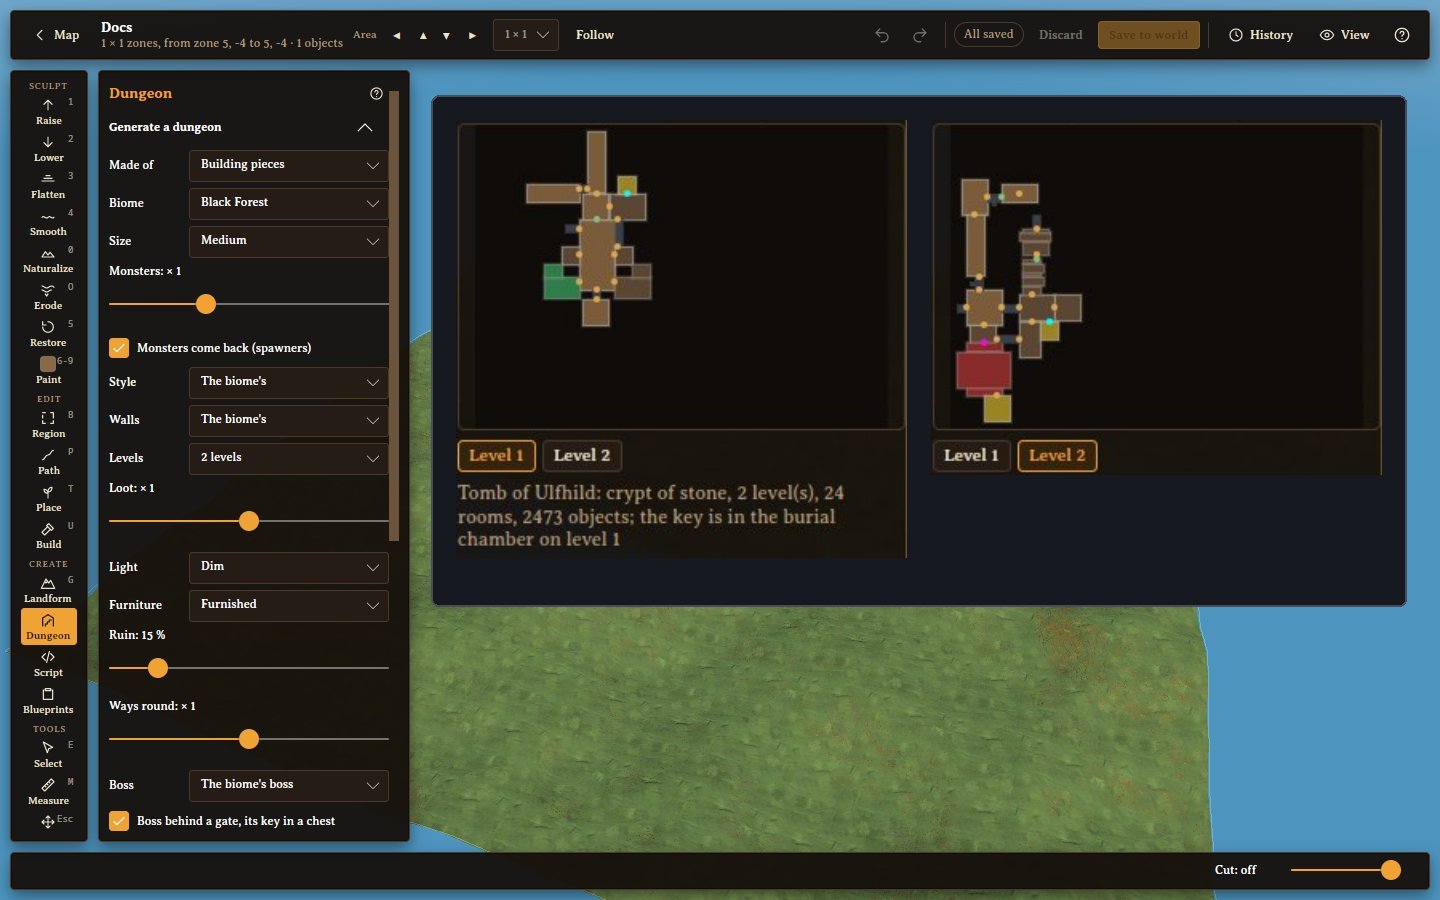 Map
Docs
1 × 1 zones, from zone 5, -4 to 5, -4 · 1 objects
Area
1 × 1
Follow
All saved
Discard
Save to world
History
View
SCULPT
Raise 1
Lower 2
Flatten 3
Smooth 4
Naturalize 0
Erode O
Restore 5
Paint 6-9
EDIT
Region B
Path P
Place T
Build U
CREATE
Landform G
Dungeon
Script
Blueprints
TOOLS
Select E
Measure M
Esc
Dungeon
Generate a dungeon
Made of Building pieces
Biome Black Forest
Size Medium
Monsters: × 1
Monsters come back (spawners)
Style The biome's
Walls The biome's
Levels 2 levels
Loot: × 1
Light Dim
Furniture Furnished
Ruin: 15 %
Ways round: × 1
Boss The biome's boss
Boss behind a gate, its key in a chest
Level 1 Level 2
Tomb of Ulfhild: crypt of stone, 2 level(s), 24
rooms, 2473 objects; the key is in the burial
chamber on level 1
Level 1 Level 2
Cut: off